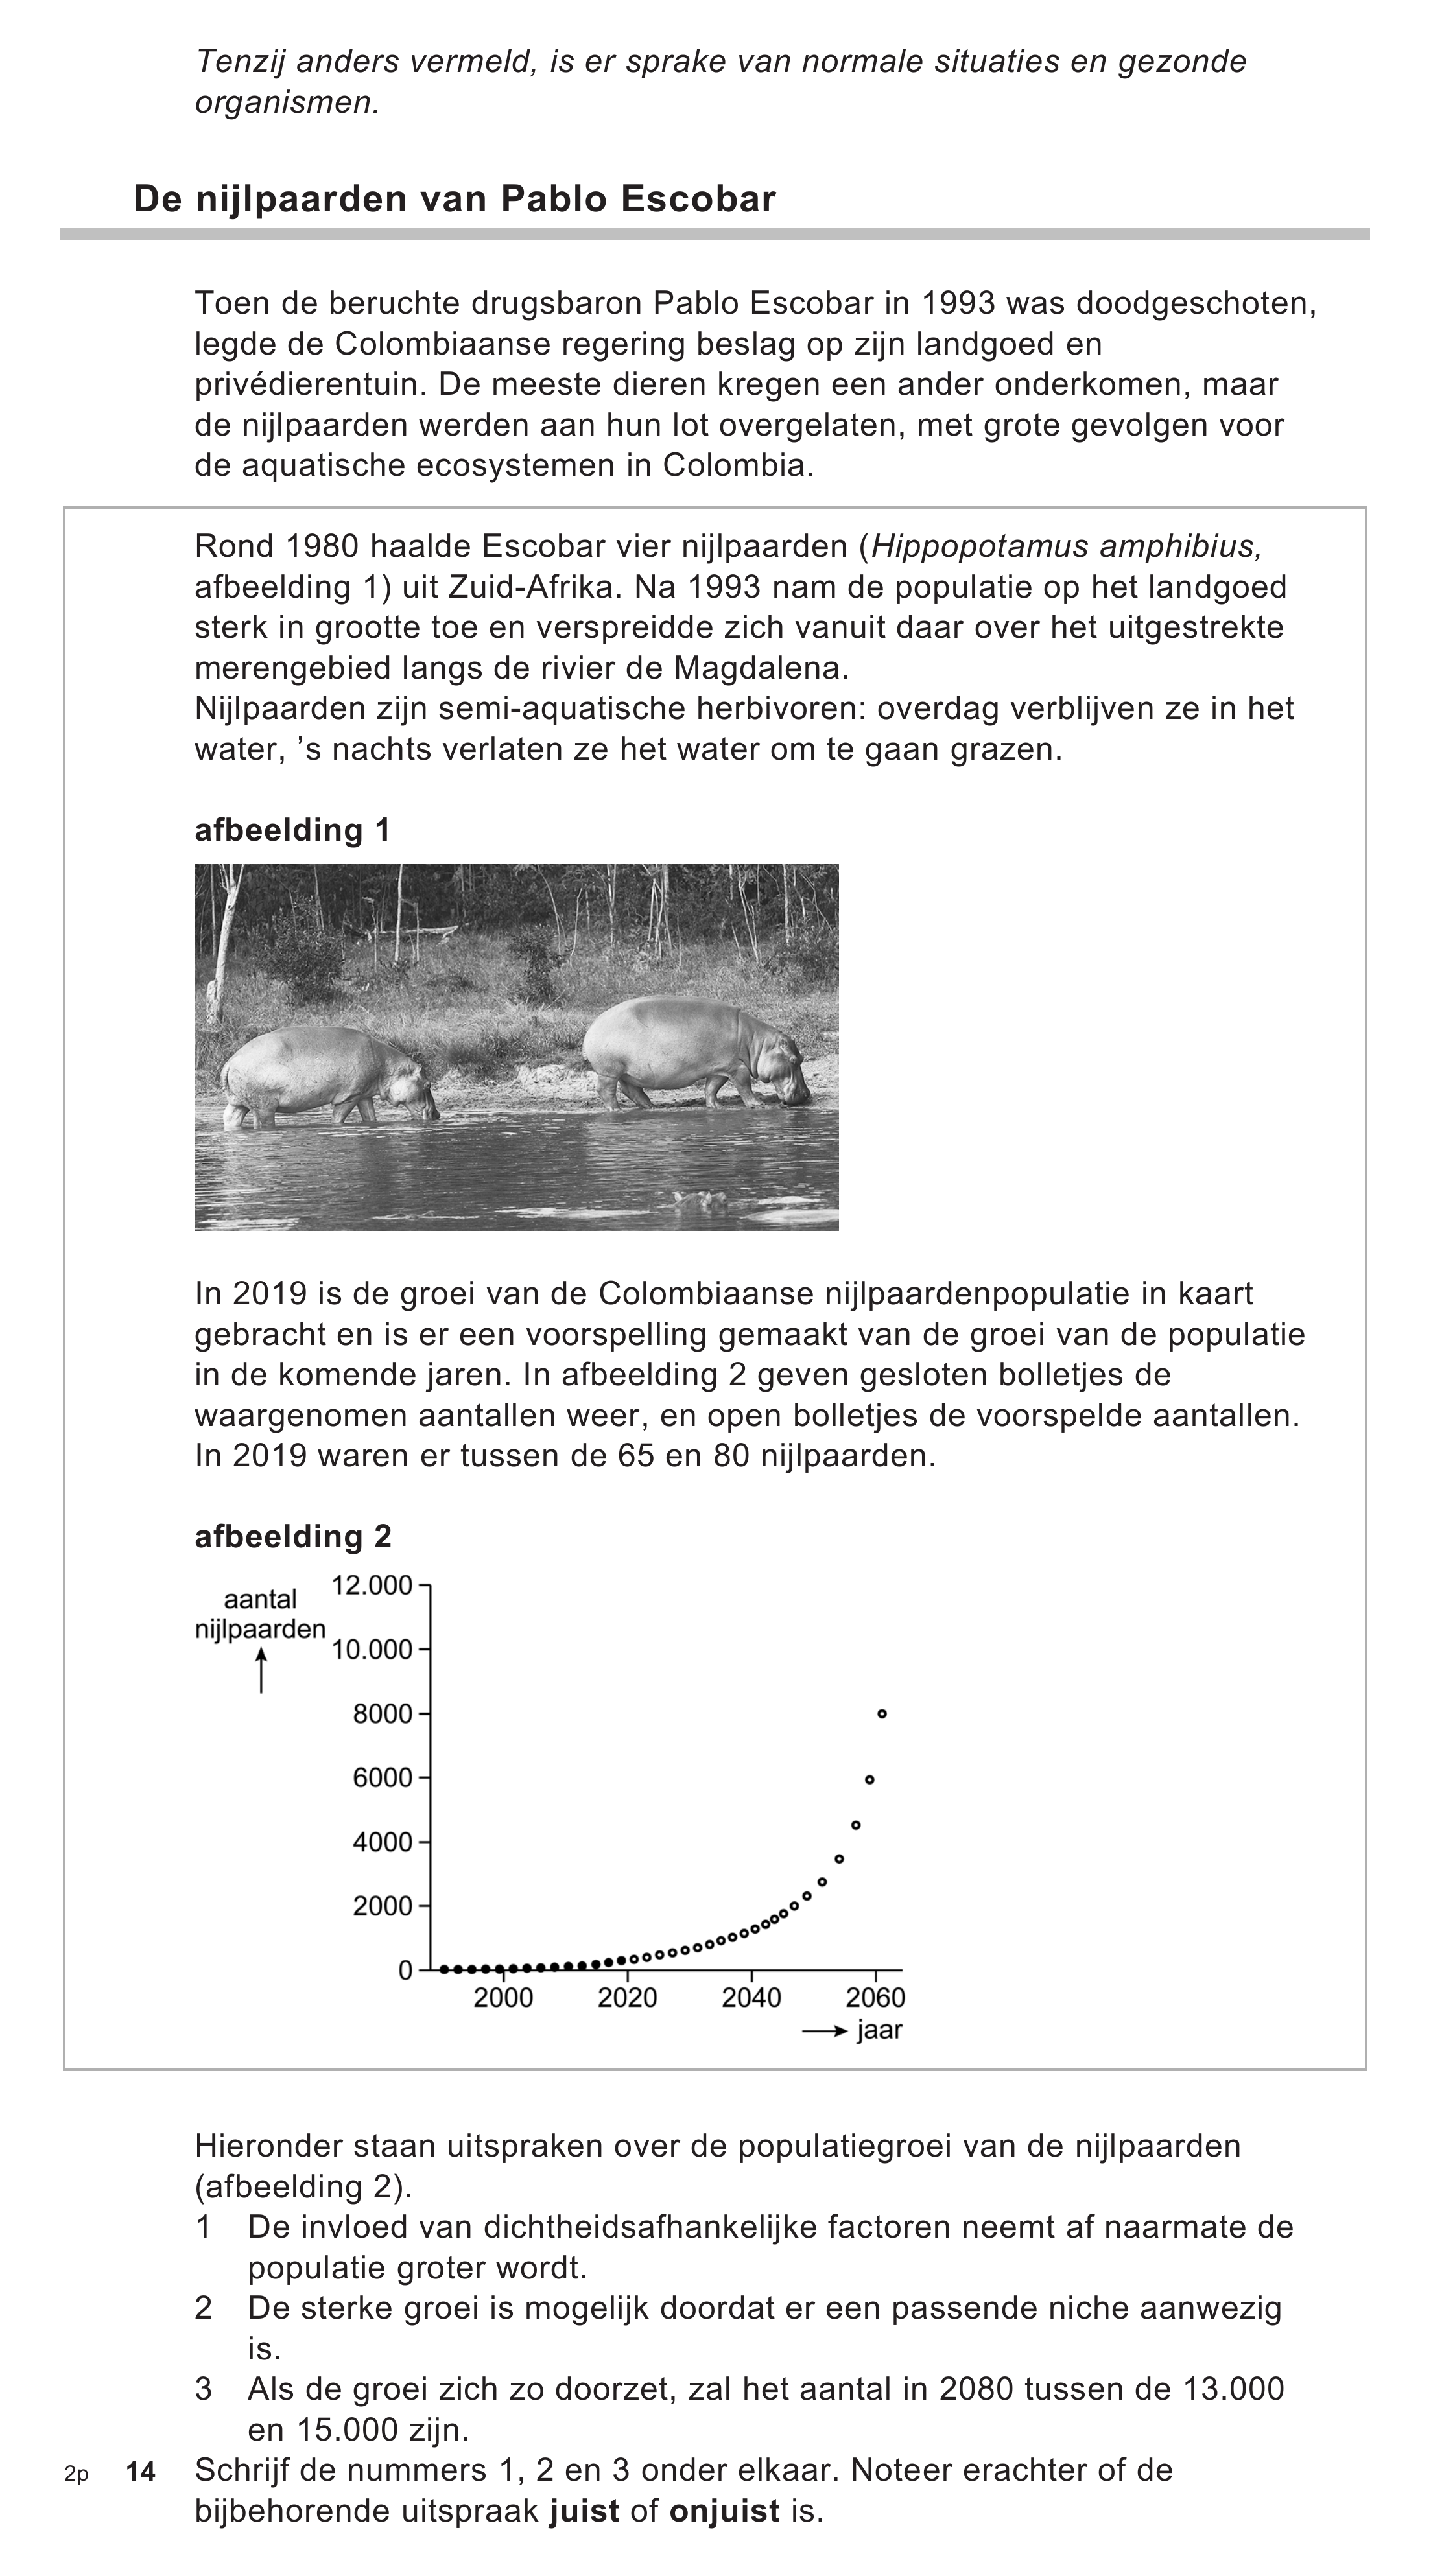 Tenzij anders vermeld, is er sprake van normale situaties en gezonde
organismen.
De nijlpaarden van Pablo Escobar
Toen de beruchte drugsbaron Pablo Escobar in 1993 was doodgeschoten,
legde de Colombiaanse regering beslag op zijn landgoed en
privédierentuin. De meeste dieren kregen een ander onderkomen, maar
de nijlpaarden werden aan hun lot overgelaten, met grote gevolgen voor
de aquatische ecosystemen in Colombia.
Rond 1980 haalde Escobar vier nijlpaarden (Hippopotamus amphibius,
afbeelding 1) uit Zuid-Afrika. Na 1993 nam de populatie op het landgoed
sterk in grootte toe en verspreidde zich vanuit daar over het uitgestrekte
merengebied langs de rivier de Magdalena.
Nijlpaarden zijn semi-aquatische herbivoren: overdag verblijven ze in het
water, ’s nachts verlaten ze het water om te gaan grazen.
afbeelding 1
In 2019 is de groei van de Colombiaanse nijlpaardenpopulatie in kaart
gebracht en is er een voorspelling gemaakt van de groei van de populatie
in de komende jaren. In afbeelding 2 geven gesloten bolletjes de
waargenomen aantallen weer, en open bolletjes de voorspelde aantallen.
In 2019 waren er tussen de 65 en 80 nijlpaarden.
afbeelding 2
aantal
nijlpaarden
12.000
10.000
8000
6000
4000
2000
0
2000 2020 2040 2060
jaar
Hieronder staan uitspraken over de populatiegroei van de nijlpaarden
(afbeelding 2).
1 De invloed van dichtheidsafhankelijke factoren neemt af naarmate de
populatie groter wordt.
2 De sterke groei is mogelijk doordat er een passende niche aanwezig
is.
3 Als de groei zich zo doorzet, zal het aantal in 2080 tussen de 13.000
en 15.000 zijn.
2p 14 Schrijf de nummers 1, 2 en 3 onder elkaar. Noteer erachter of de
bijbehorende uitspraak juist of onjuist is.